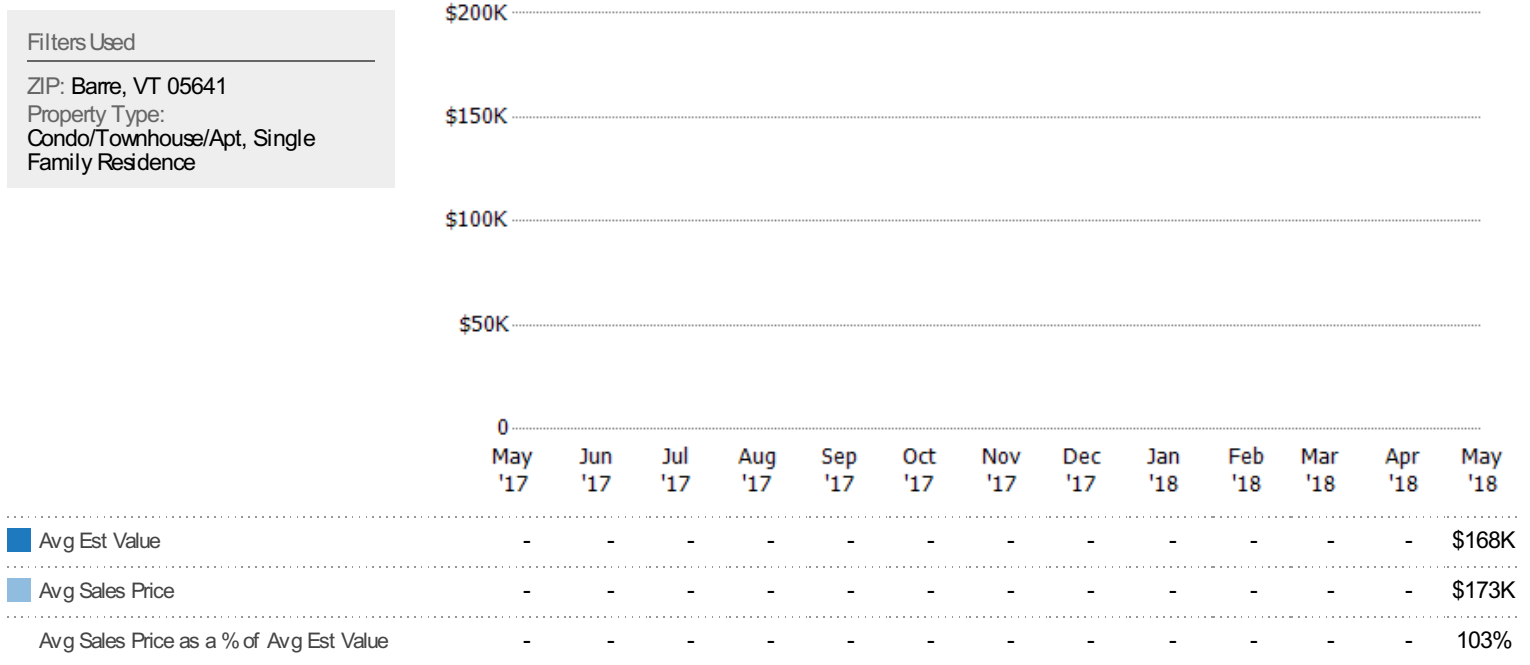 Filters Used
ZIP: Barre, VT 05641
Property Type:
Condo/Townhouse/Apt, Single
Family Residence
$200K
$150K
$100K
$50K
0
May Jun Jul Aug Sep Oct Nov Dec Jan Feb Mar Apr May
'17 '17 '17 '17 '17 '17 '17 '17 '18 '18 '18 '18 '18
Avg Est Value - - - - - - - - - - - - $168K
Avg Sales Price - - - - - - - - - - - - $173K
Avg Sales Price as a % of Avg Est Value - - - - - - - - - - - - 103%